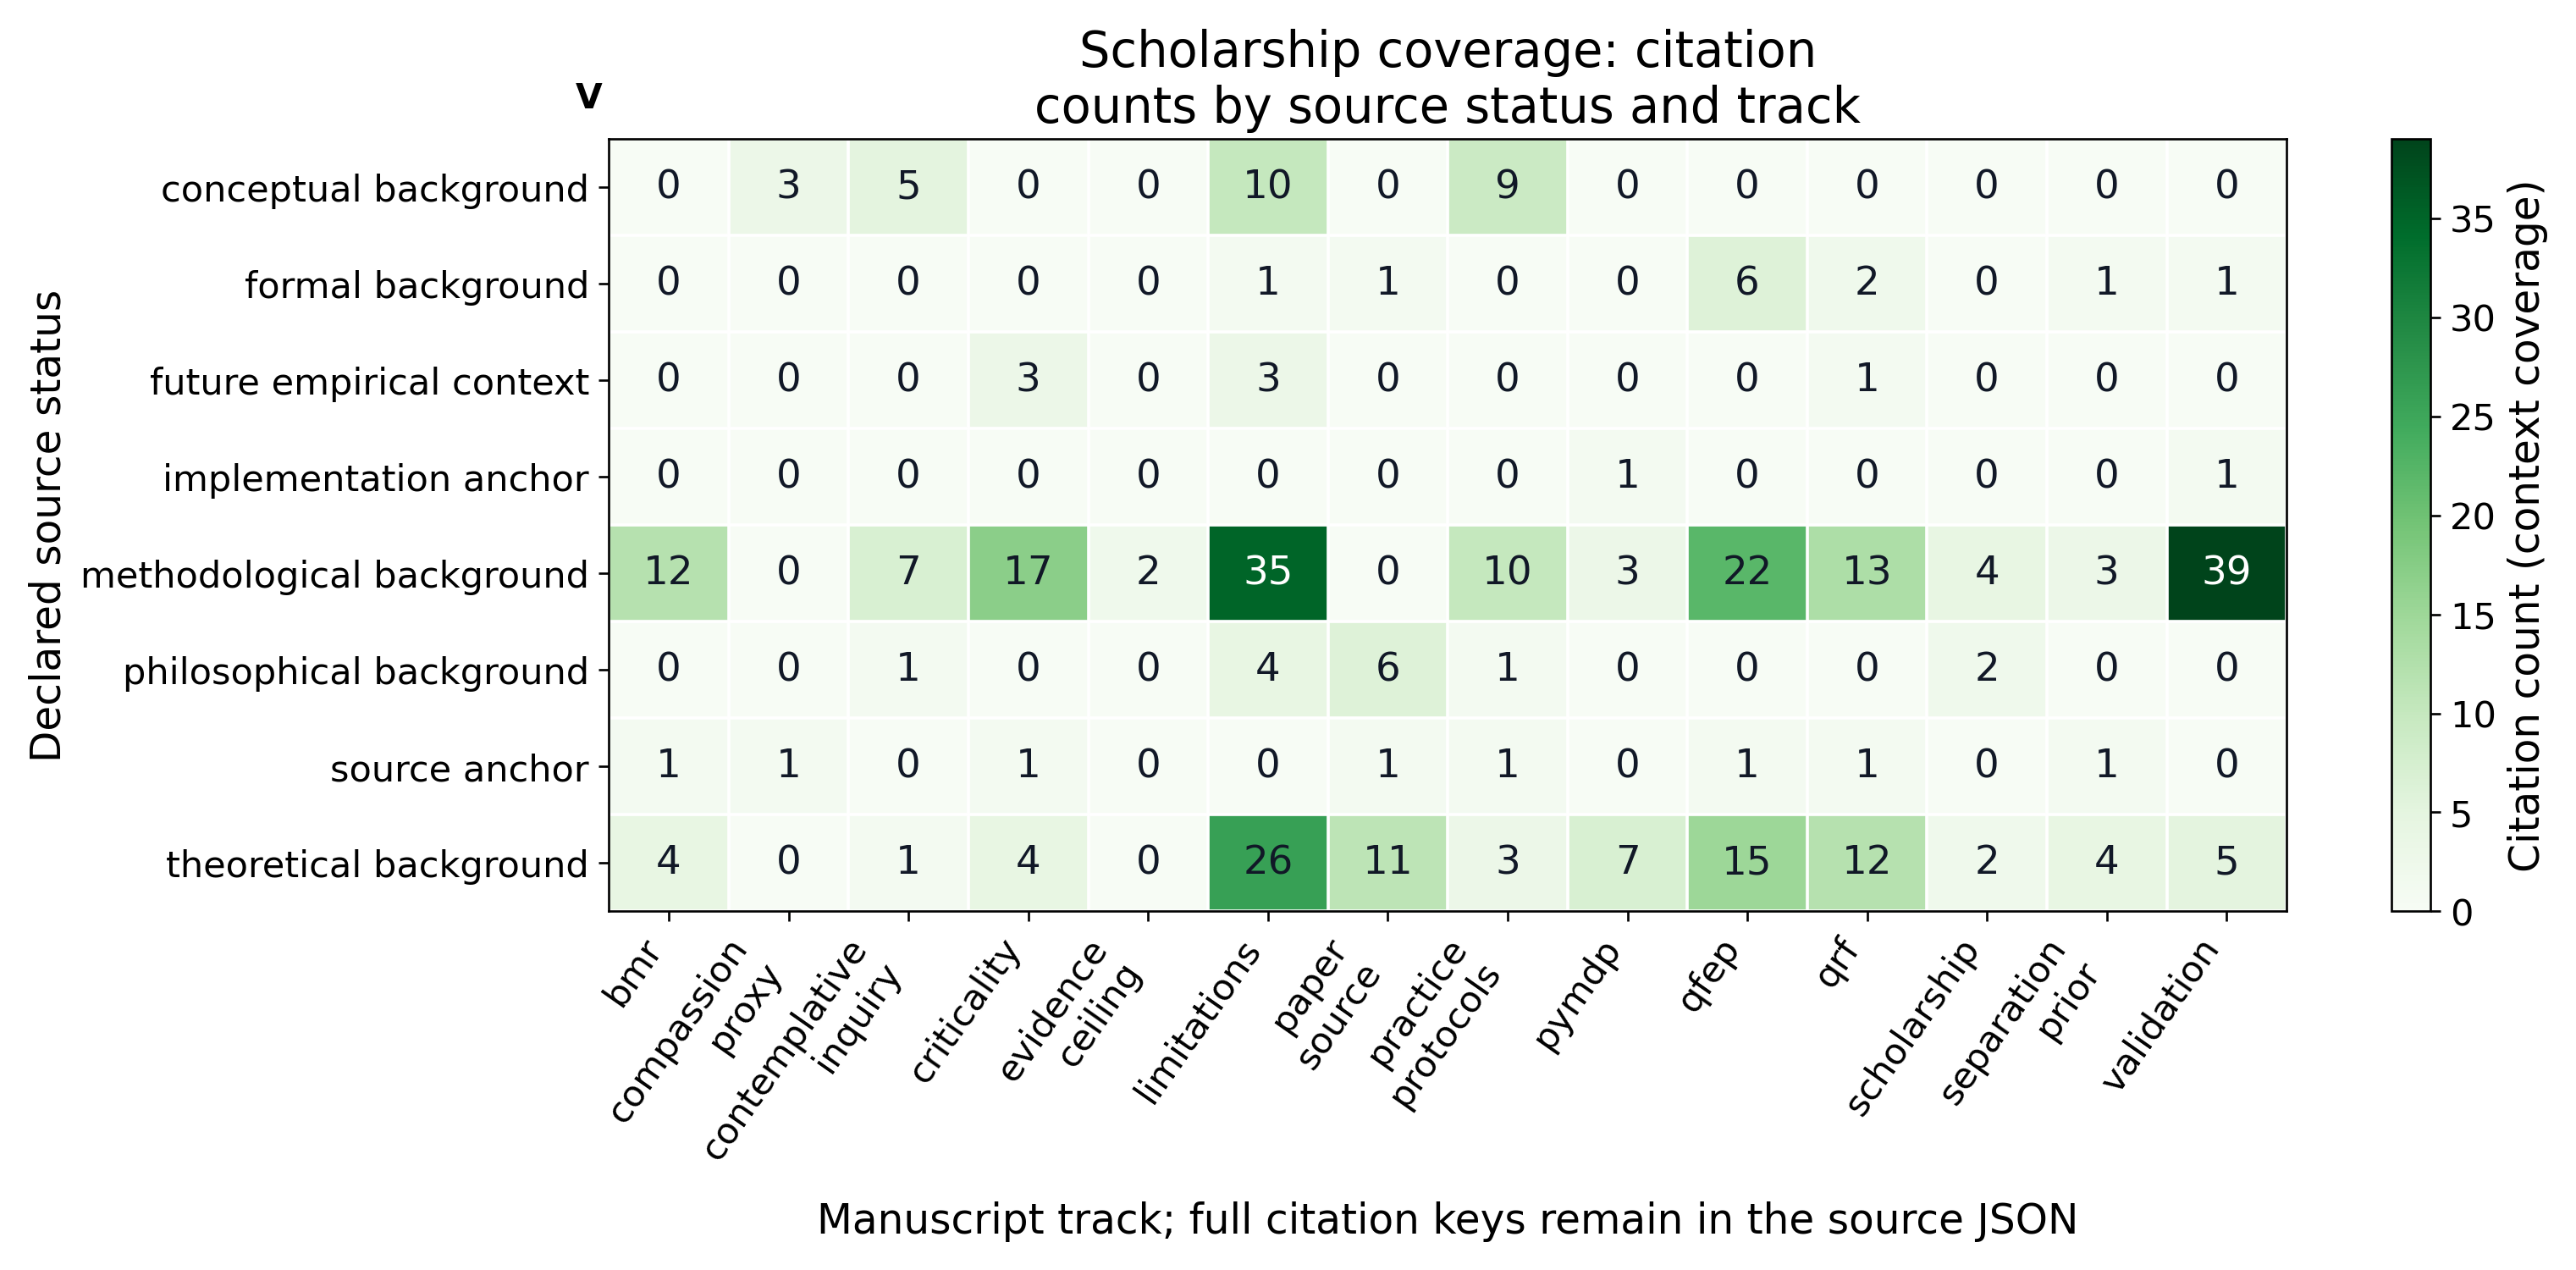 Scholarship coverage: citation
counts by source status and track
v
Declared source status
conceptual background 0 3 5 0 0 10 0 9 0 0 0 0 0 0
formal background 0 0 0 0 0 1 1 0 0 6 2 0 1 1
future empirical context 0 0 0 3 0 3 0 0 0 0 1 0 0 0
implementation anchor 0 0 0 0 0 0 0 0 1 0 0 0 0 1
methodological background 12 0 7 17 2 35 0 10 3 22 13 4 3 39
philosophical background 0 0 1 0 0 4 6 1 0 0 0 2 0 0
source anchor 1 1 0 1 0 0 1 1 0 1 1 0 1 0
theoretical background 4 0 1 4 0 26 11 3 7 15 12 2 4 5
bmr
compassion
proxy
contemplative
inquiry
criticality
evidence
ceiling
limitations
paper
source
practice
protocols
pymdp
qfep
qrf
scholarship
separation
prior
validation
Manuscript track; full citation keys remain in the source JSON
35
30
25
20
15
10
5
0
Citation count (context coverage)